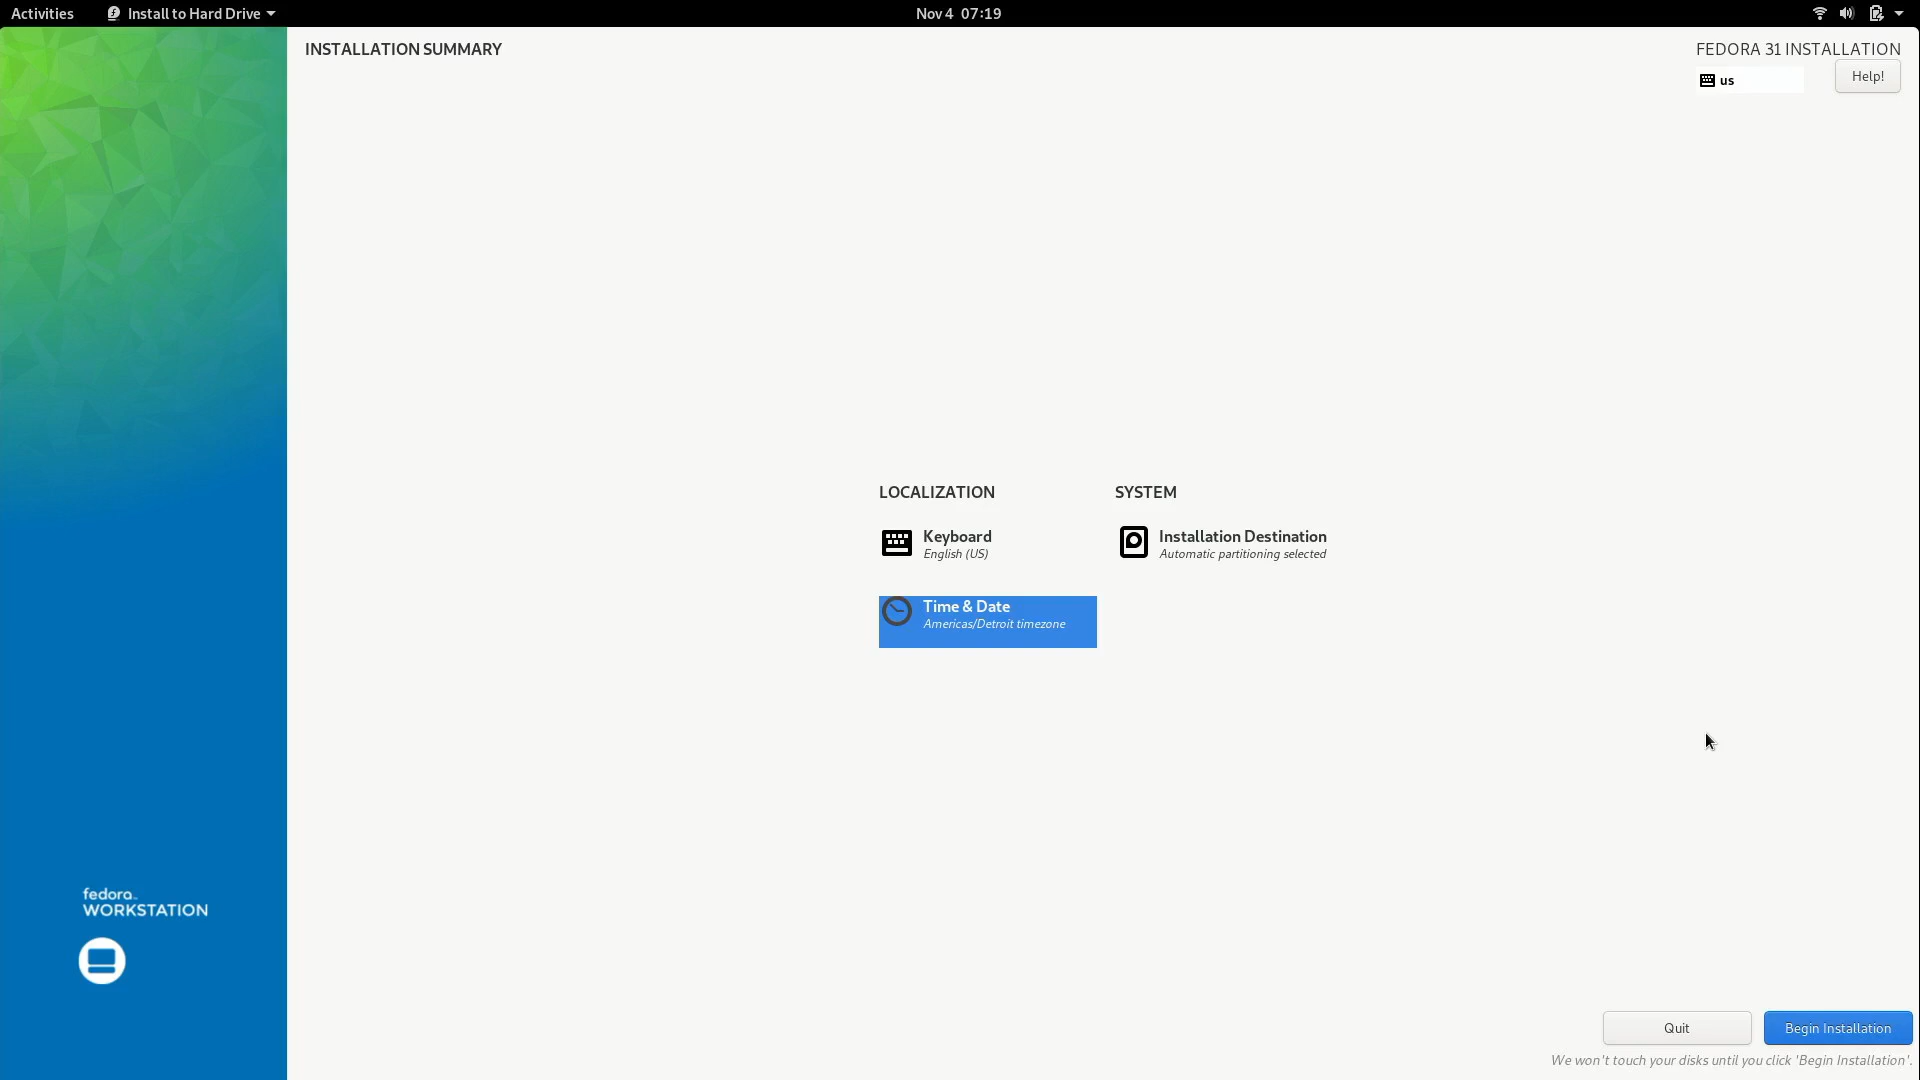 Activities
Install to Hard Drive
Nov 4 07:19
INSTALLATION SUMMARY
FEDORA 31 INSTALLATION
us
Help!
LOCALIZATION
Keyboard
English (US)
Time & Date
Americas/Detroit timezone
SYSTEM
Installation Destination
Automatic partitioning selected
fedora™
WORKSTATION
Quit
Begin Installation
We won't touch your disks until you click 'Begin Installation'.